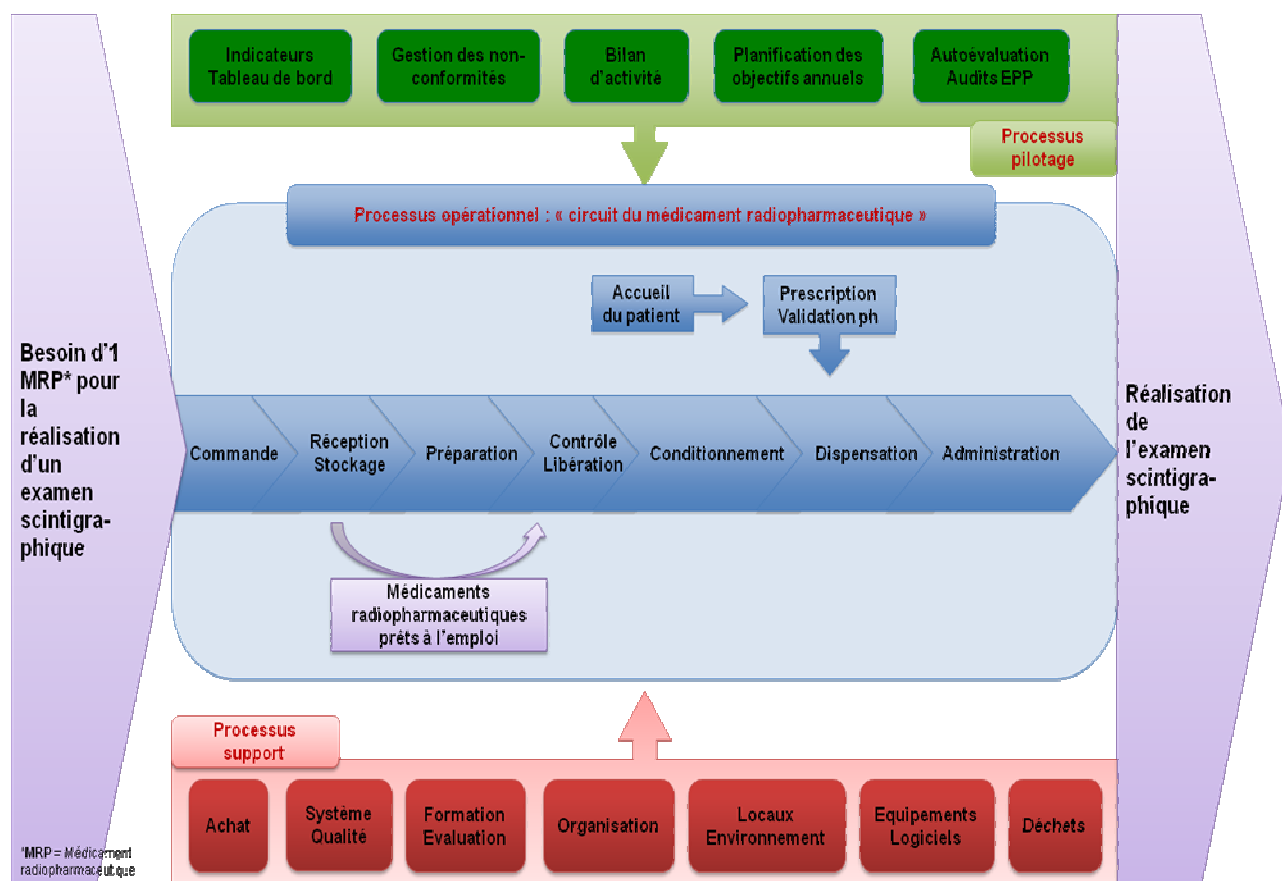 Indicateurs
Tableau de bord
Gestion des non-
conformités
Bilan
d'activité
Planification des
objectifs annuels
Autoévaluation
Audits EPP
Processus
pilotage
Processus opérationnel : « circuit du médicament radiopharmaceutique »
Accueil
du patient
Prescription
Validation ph
Besoin d'1
MRP* pour
la
réalisation
d'un
examen
scintigra-
phique
Commande
Réception
Stockage
Préparation
Contrôle
Libération
Conditionnement
Dispensation
Administration
Réalisation
de
l'examen
scintigra-
phique
Médicaments
radiopharmaceutiques
prêts à l'emploi
Processus
support
Achat
Système
Qualité
Formation
Evaluation
Organisation
Locaux
Environnement
Equipements
Logiciels
Déchets
*MRP = Médicament
radiopharmaceutique